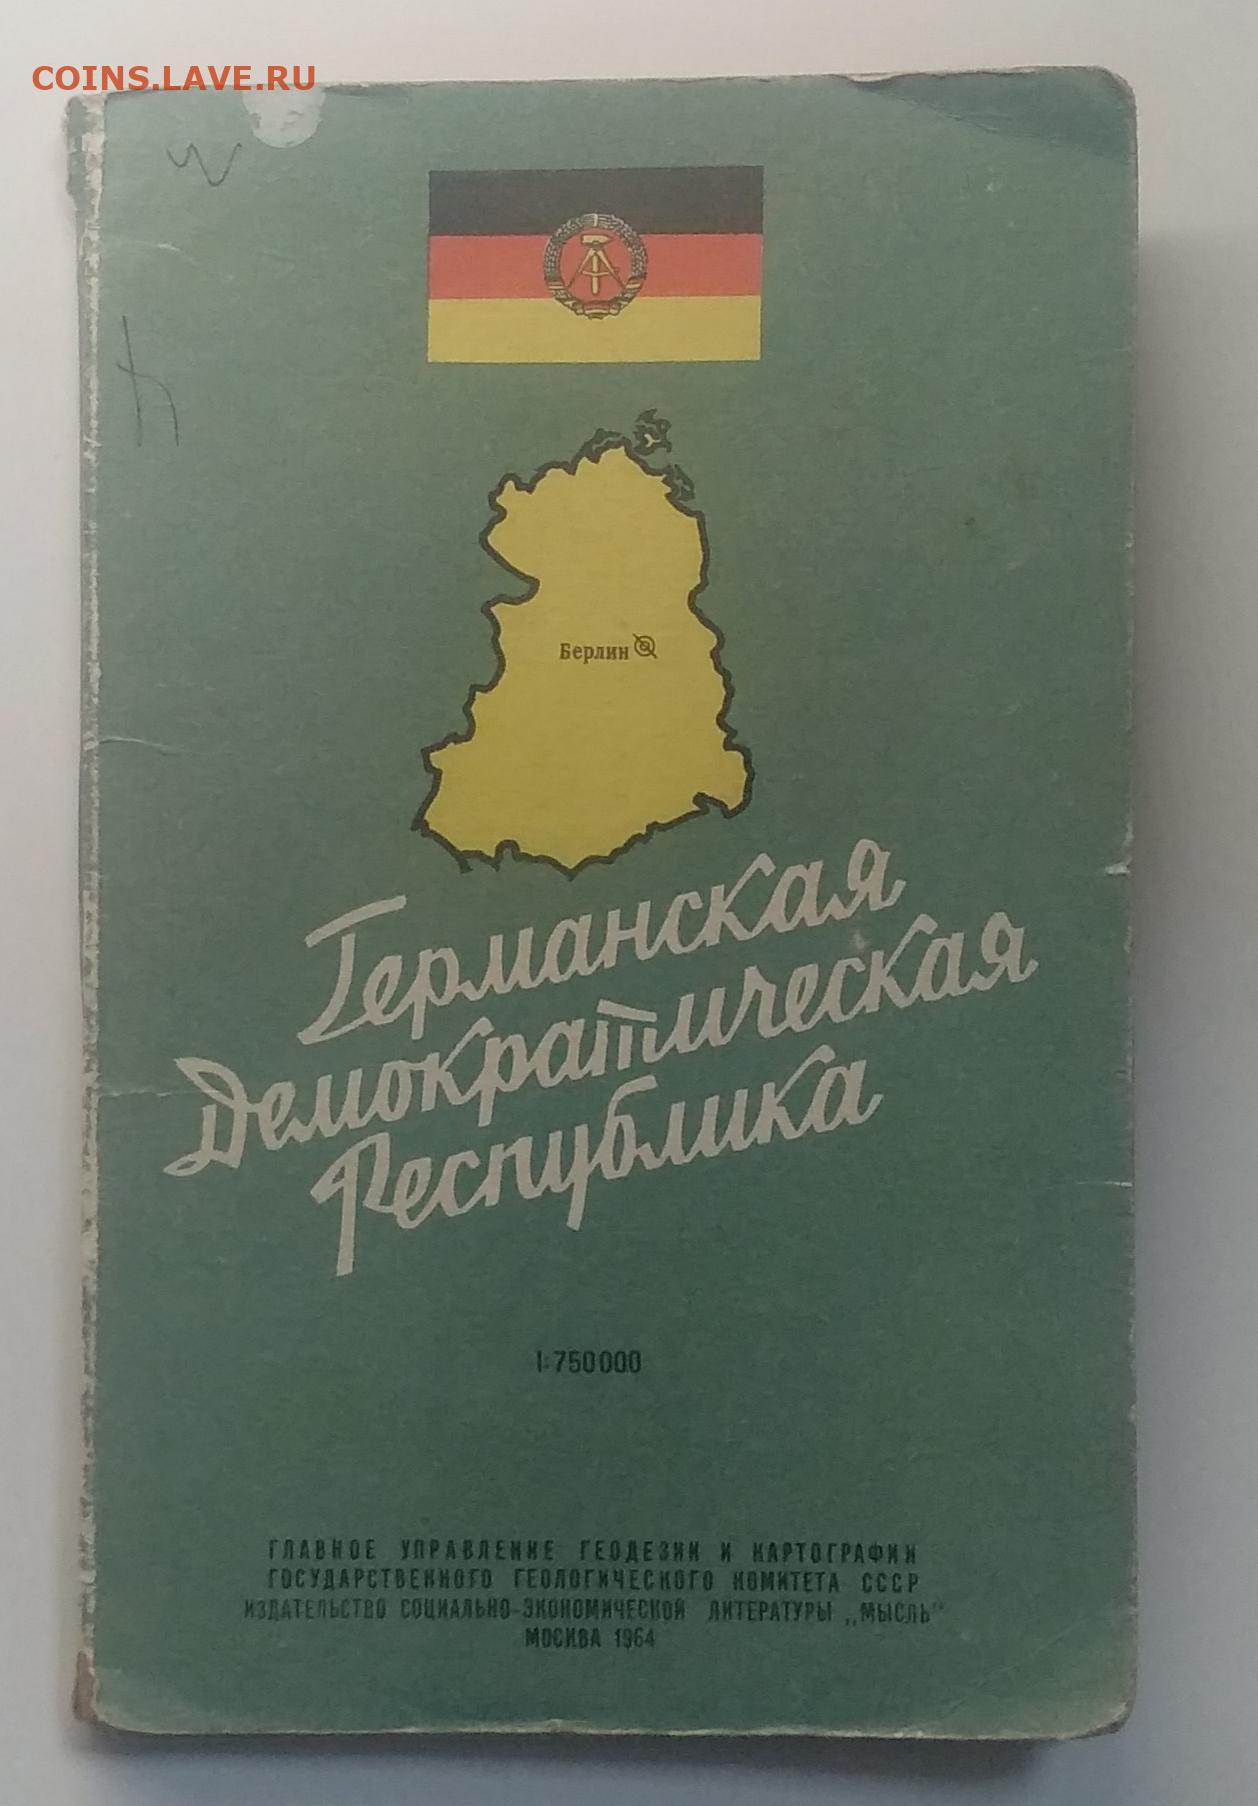 COINS.LAVE.RU
Берлин
Германская
Демократическая
Республика
1:750000
ГЛАВНОЕ УПРАВЛЕНИЕ ГЕОДЕЗИИ И КАРТОГРАФИИ
ГОСУДАРСТВЕННОГО ГЕОЛОГИЧЕСКОГО КОМИТЕТА СССР
ИЗДАТЕЛЬСТВО СОЦИАЛЬНО-ЭКОНОМИЧЕСКОЙ ЛИТЕРАТУРЫ „МЫСЛЬ"
МОСКВА 1964